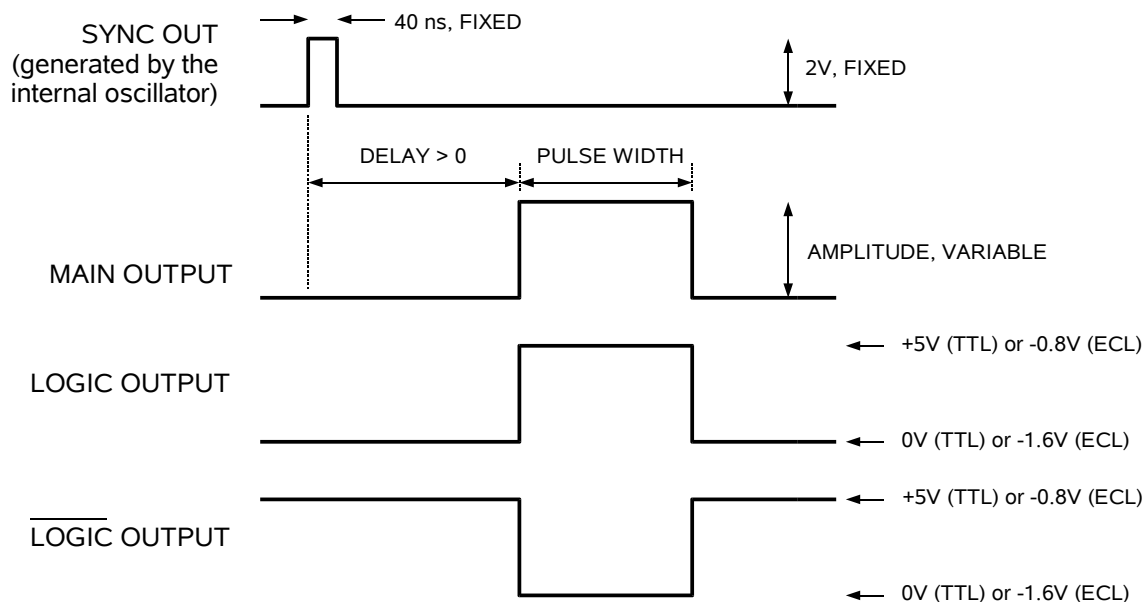 SYNC OUT
(generated by the
internal oscillator)
40 ns, FIXED
2V, FIXED
DELAY > 0
PULSE WIDTH
MAIN OUTPUT
AMPLITUDE, VARIABLE
LOGIC OUTPUT
+5V (TTL) or -0.8V (ECL)
0V (TTL) or -1.6V (ECL)
LOGIC OUTPUT
+5V (TTL) or -0.8V (ECL)
0V (TTL) or -1.6V (ECL)